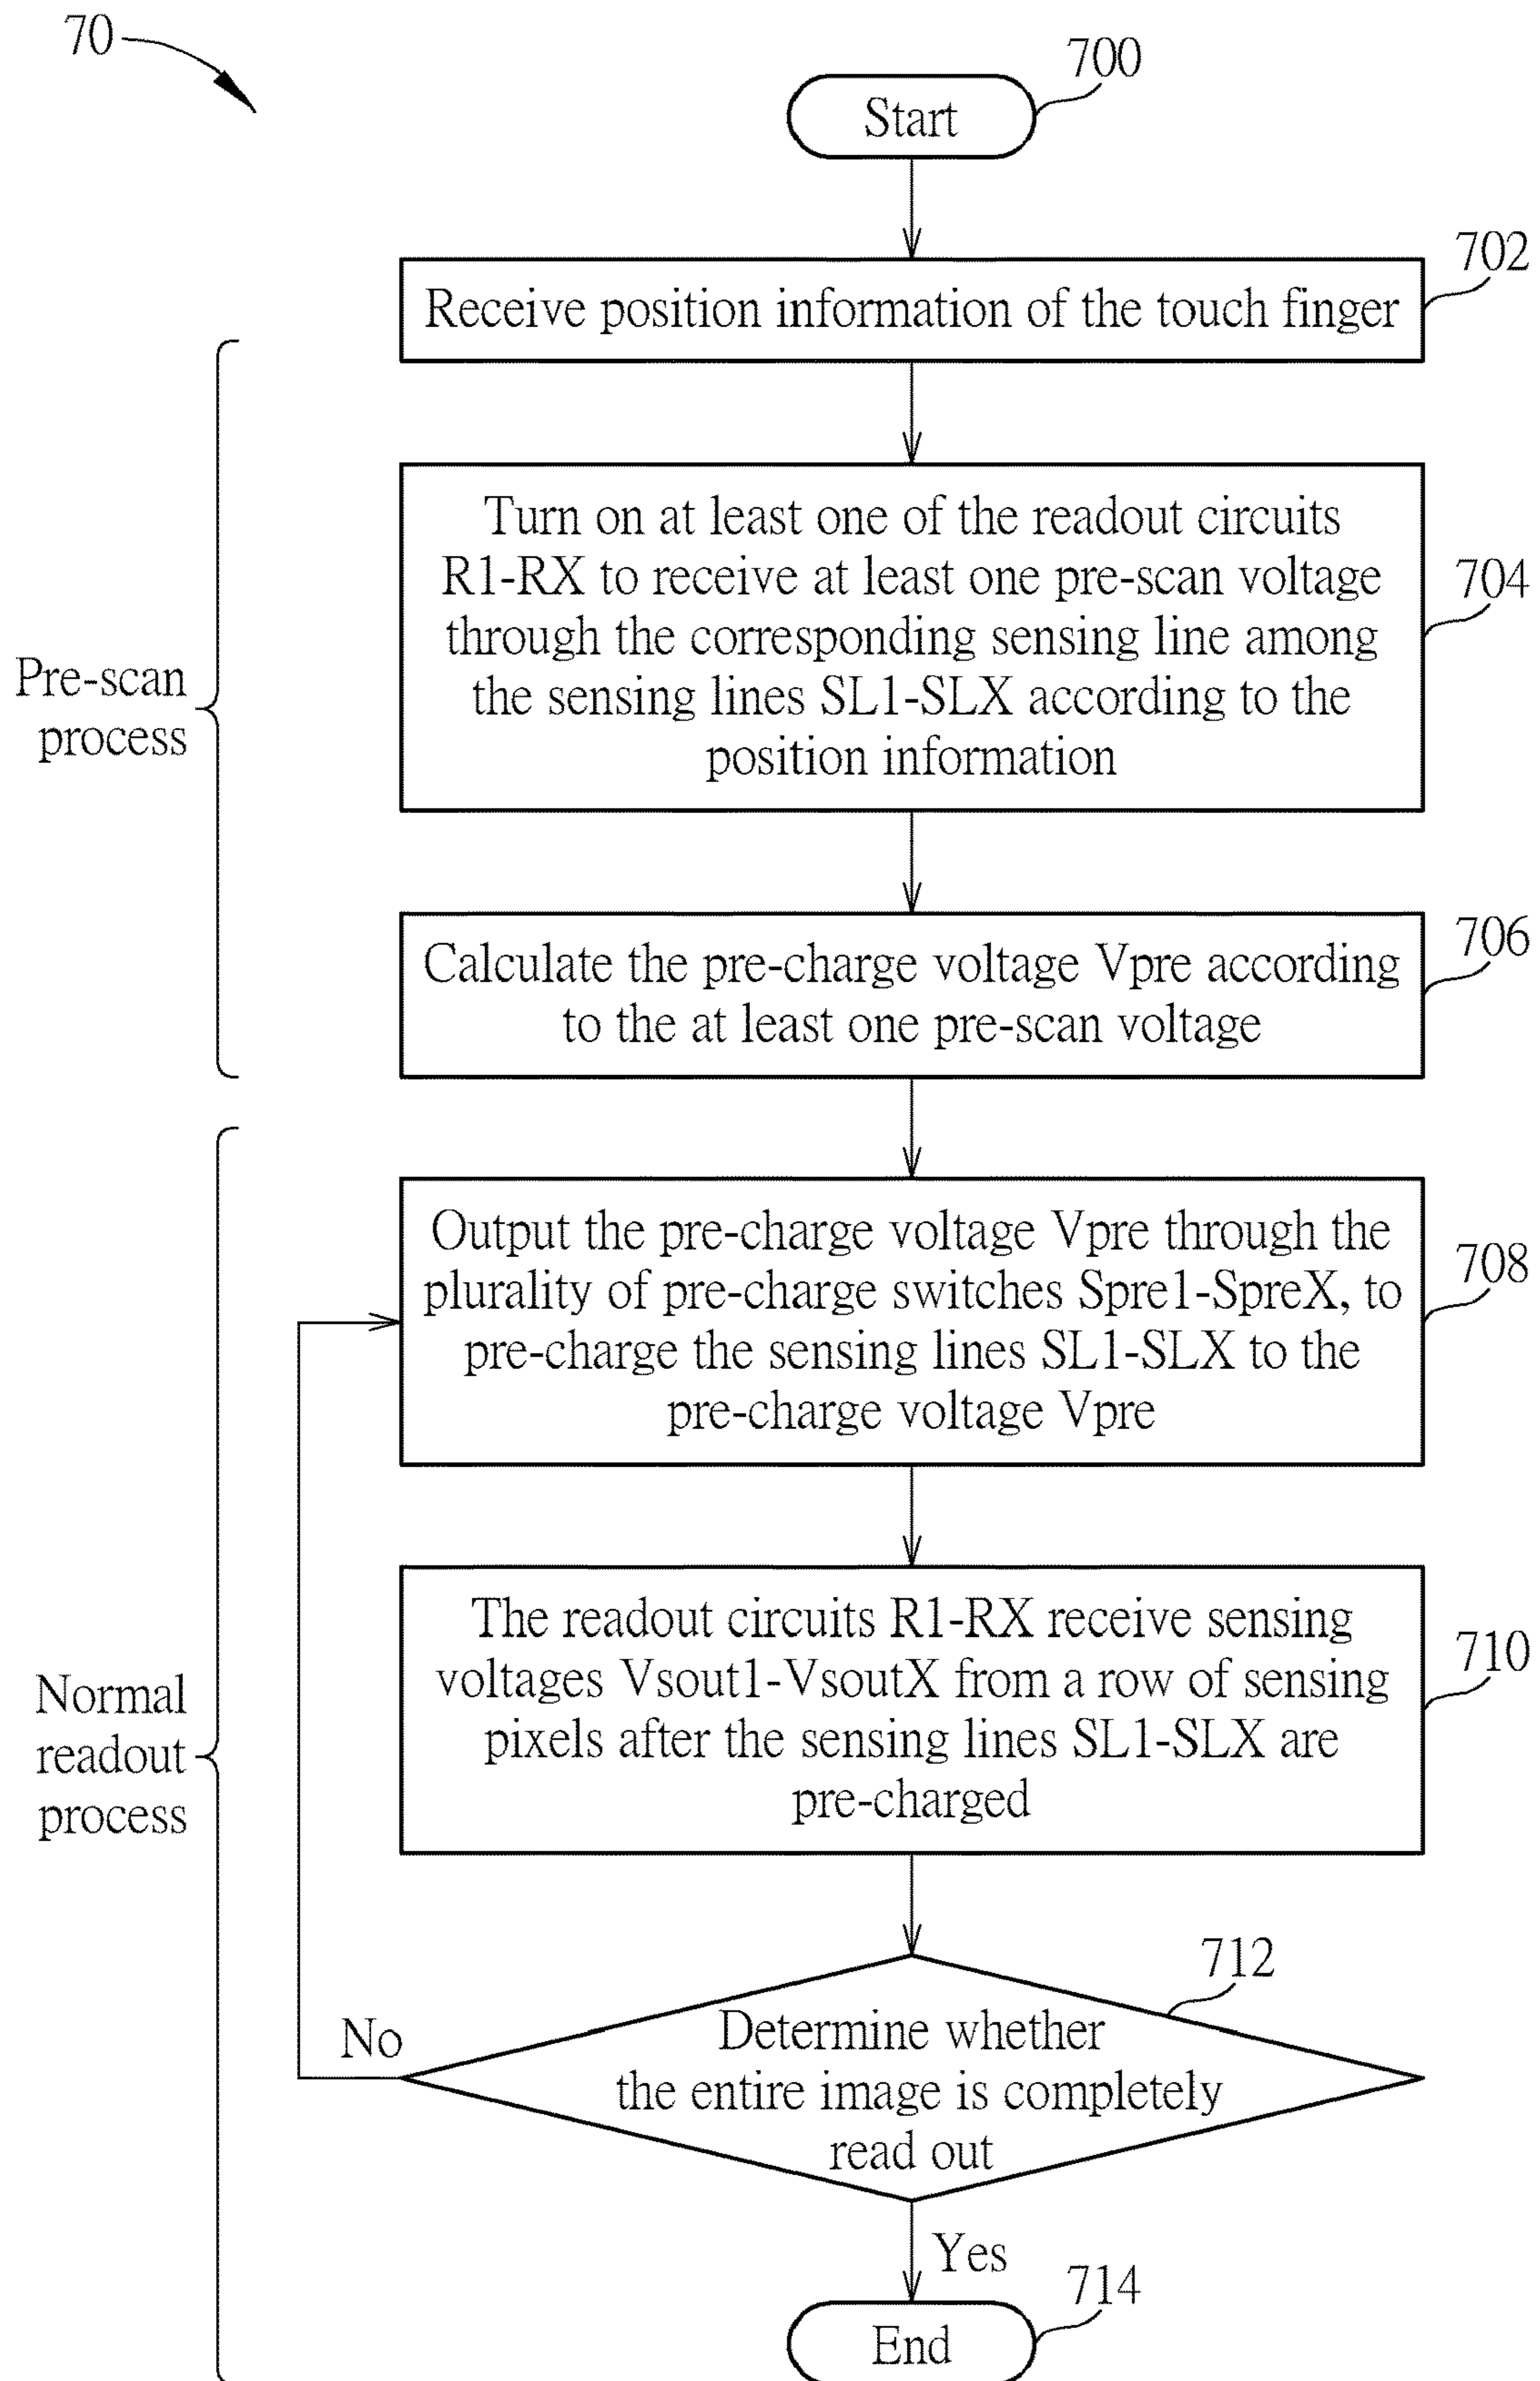 70
700
Start
702
Receive position information of the touch finger
Turn on at least one of the readout circuits
R1-RX to receive at least one pre-scan voltage
through the corresponding sensing line among
the sensing lines SL1-SLX according to the
position information
704
Pre-scan
process
Calculate the pre-charge voltage Vpre according
to the at least one pre-scan voltage
706
Output the pre-charge voltage Vpre through the
plurality of pre-charge switches Spre1-SpreX, to
pre-charge the sensing lines SL1-SLX to the
pre-charge voltage Vpre
708
The readout circuits R1-RX receive sensing
voltages Vsout1-VsoutX from a row of sensing
pixels after the sensing lines SL1-SLX are
pre-charged
710
Normal
readout
process
712
Determine whether
the entire image is completely
read out
No
Yes
714
End